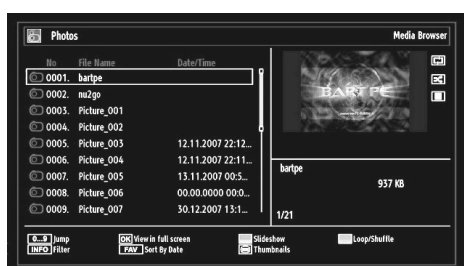 Photos Media Browser
No File Name Date/Time
0001. bartpe
0002. nu2go
0003. Picture_001
0004. Picture_002
0005. Picture_003 12.11.2007 22:12...
0006. Picture_004 12.11.2007 22:11...
0007. Picture_005 13.11.2007 00:5...
0008. Picture_006 00.00.0000 00:0...
0009. Picture_007 30.12.2007 13:1...
BART PE
bartpe
937 KB
1/21
0...9 Jump OK View in full screen Slideshow Loop/Shuffle
INFO Filter FAV Sort By Date Thumbnails